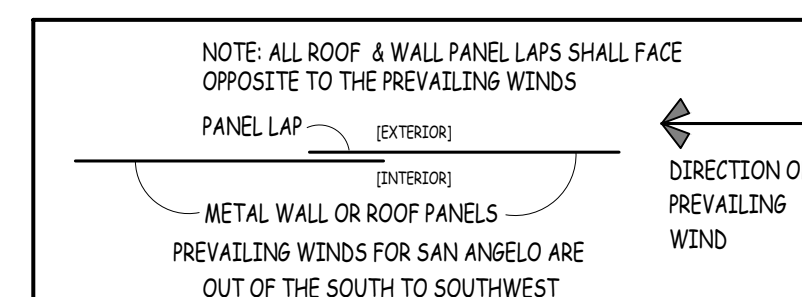 NOTE: ALL ROOF & WALL PANEL LAPS SHALL FACE
OPPOSITE TO THE PREVAILING WINDS
PANEL LAP
[EXTERIOR]
[INTERIOR]
METAL WALL OR ROOF PANELS
PREVAILING WINDS FOR SAN ANGELO ARE
OUT OF THE SOUTH TO SOUTHWEST
DIRECTION O
PREVAILING
WIND